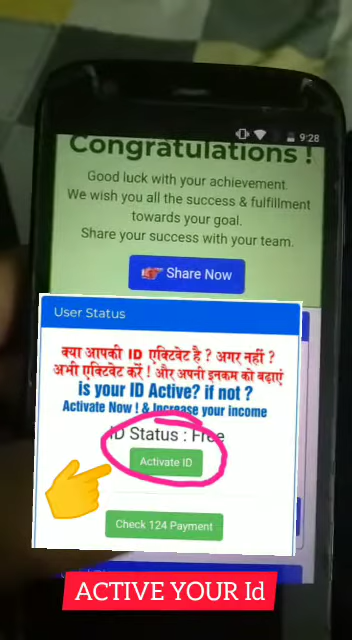 9:28
Congratulations !
Good luck with your achievement.
We wish you all the success & fulfillment
towards your goal.
Share your success with your team.
Share Now
User Status
क्या आपकी ID एक्टिवेट है ? अगर नहीं ?
अभी एक्टिवेट करें ! और अपनी इनकम को बढ़ाएं
is your ID Active? if not ?
Activate Now ! & Increase your income
ID Status : Free
Activate ID
Check 124 Payment
ACTIVE YOUR Id